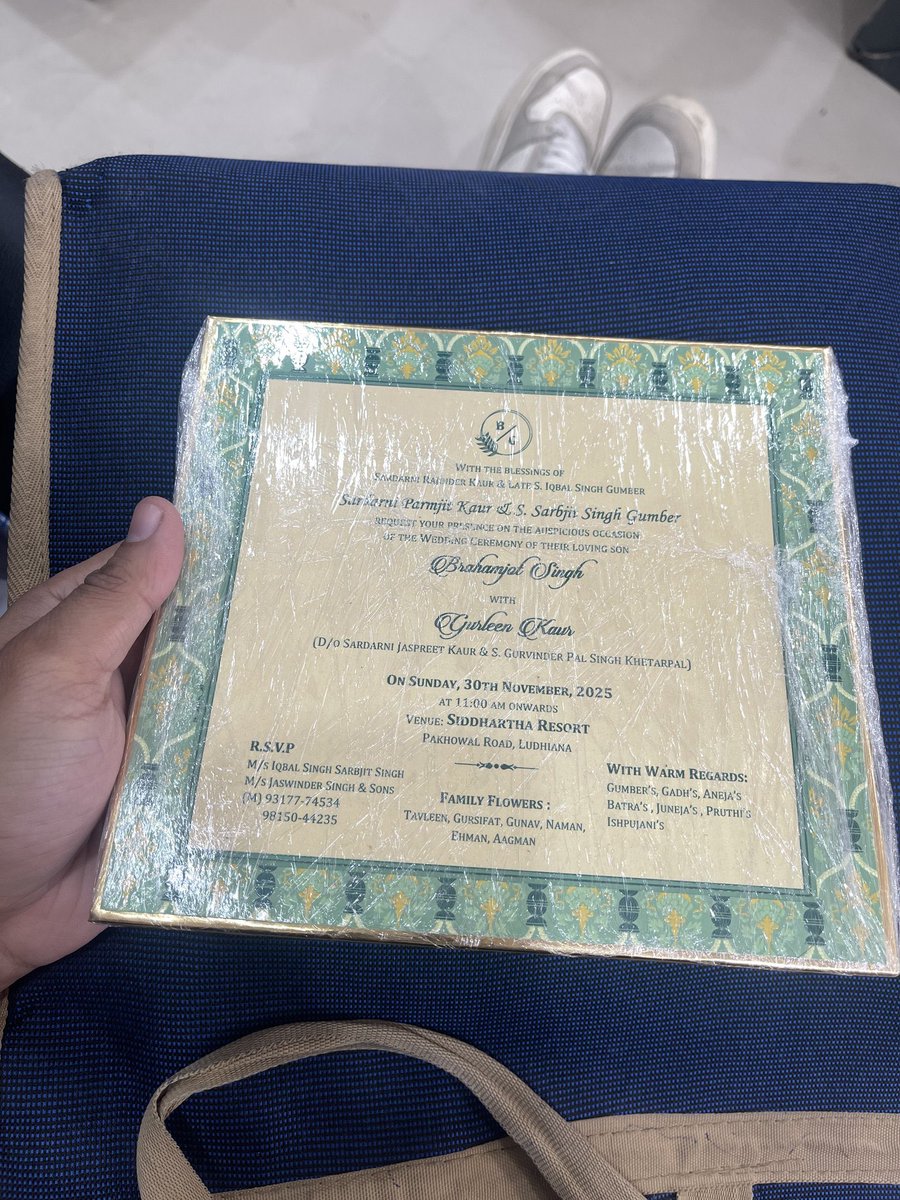 B G
WITH THE BLESSINGS OF
SARDARNI RAJINDER KAUR & LATE S. IQBAL SINGH GUMBER
Sardarni Parmjit Kaur & S. Sarbjit Singh Gumber
REQUEST YOUR PRESENCE ON THE AUSPICIOUS OCCASION
OF THE WEDDING CEREMONY OF THEIR LOVING SON
Brahamjot Singh
WITH
Gurleen Kaur
(D/O SARDARNI JASPREET KAUR & S. GURVINDER PAL SINGH KHETARPAL)
ON SUNDAY, 30TH NOVEMBER, 2025
AT 11:00 AM ONWARDS
VENUE: SIDDHARTHA RESORT
PAKHOWAL ROAD, LUDHIANA
R.S.V.P
M/S IQBAL SINGH SARBJIT SINGH
M/S JASWINDER SINGH & SONS
(M) 93177-74534
98150-44235
FAMILY FLOWERS :
TAVLEEN, GURSIFAT, GUNAV, NAMAN,
EHMAN, AAGMAN
WITH WARM REGARDS:
GUMBER'S, GADH'S, ANEJA'S
BATRA'S , JUNEJA'S , PRUTHI'S
ISHPUJANI'S